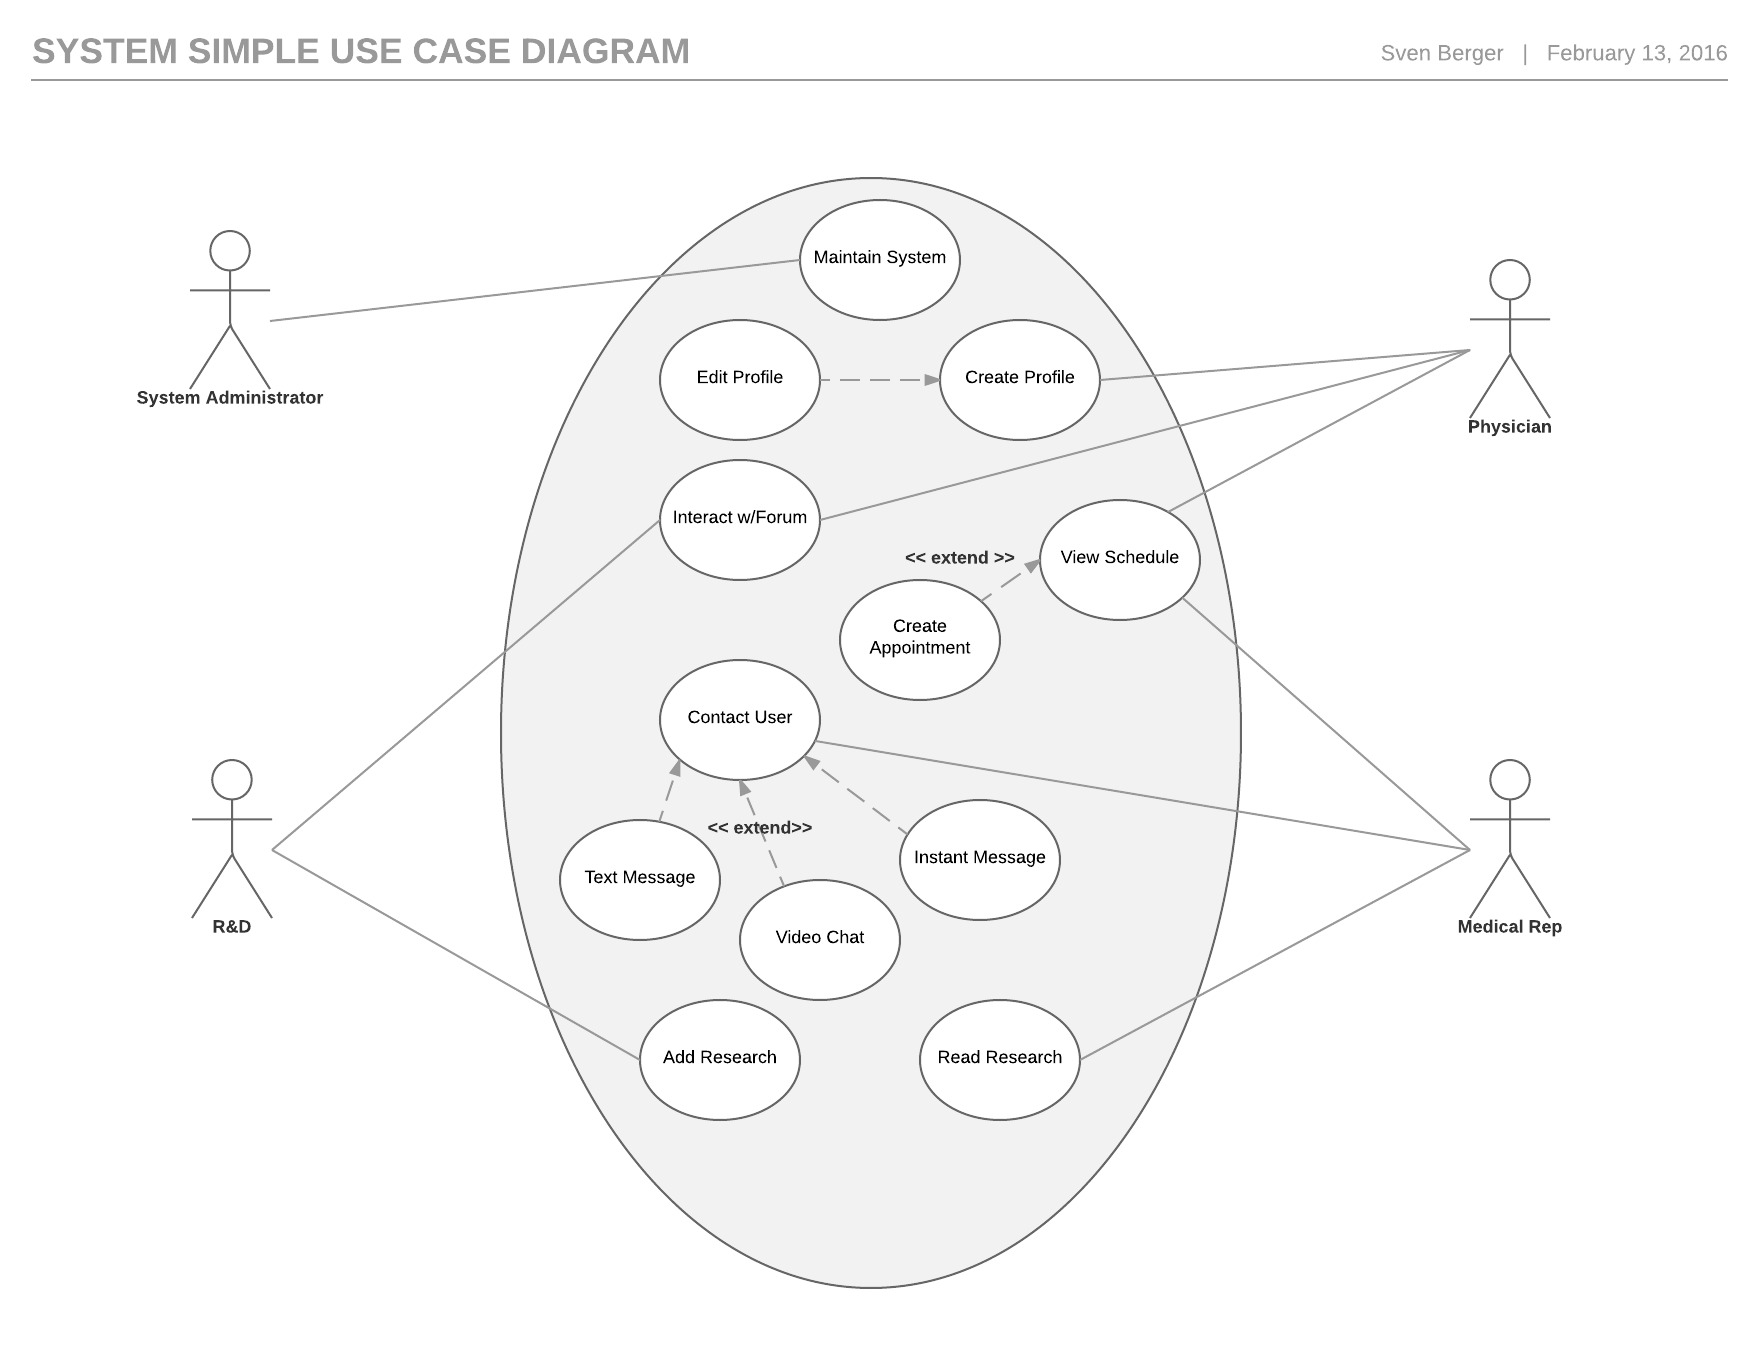 SYSTEM SIMPLE USE CASE DIAGRAM
Sven Berger | February 13, 2016
Maintain System
System Administrator
Edit Profile
Create Profile
Physician
Interact w/Forum
<< extend >>
View Schedule
Create
Appointment
Contact User
<< extend>>
Text Message
Instant Message
Video Chat
R&D
Medical Rep
Add Research
Read Research